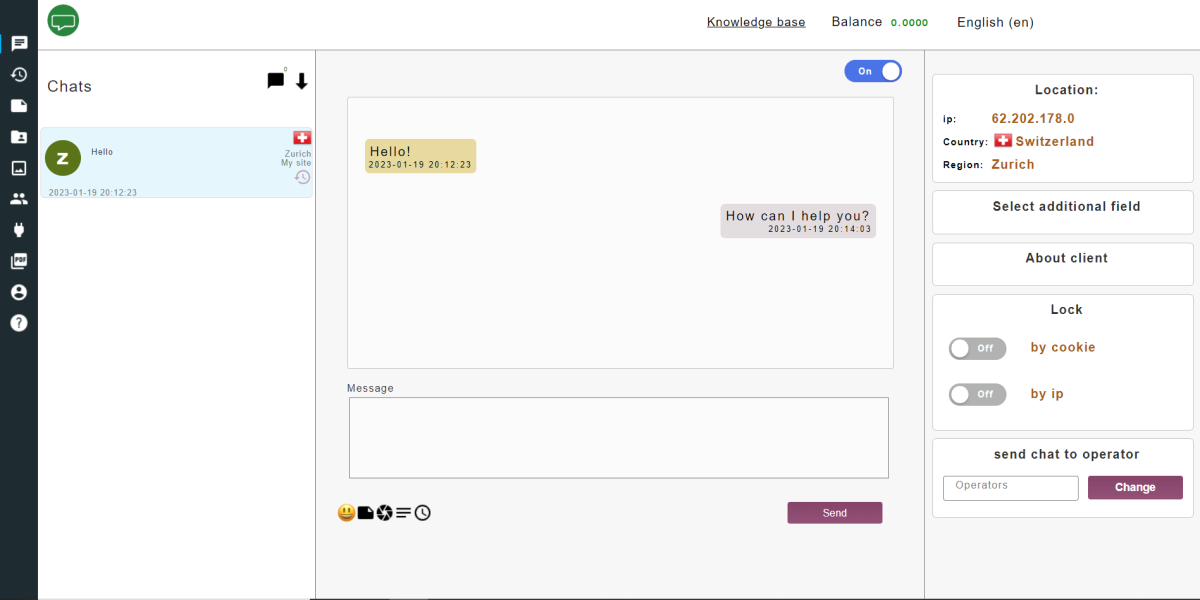 Knowledge base
Balance 0.0000
English (en)
Chats
0
Z
Hello
Zurich
My site
2023-01-19 20:12:23
On
Hello!
2023-01-19 20:12:23
How can I help you?
2023-01-19 20:14:03
Message
Send
Location:
ip: 62.202.178.0
Country: Switzerland
Region: Zurich
Select additional field
About client
Lock
Off by cookie
Off by ip
send chat to operator
Operators
Change
PDF
?